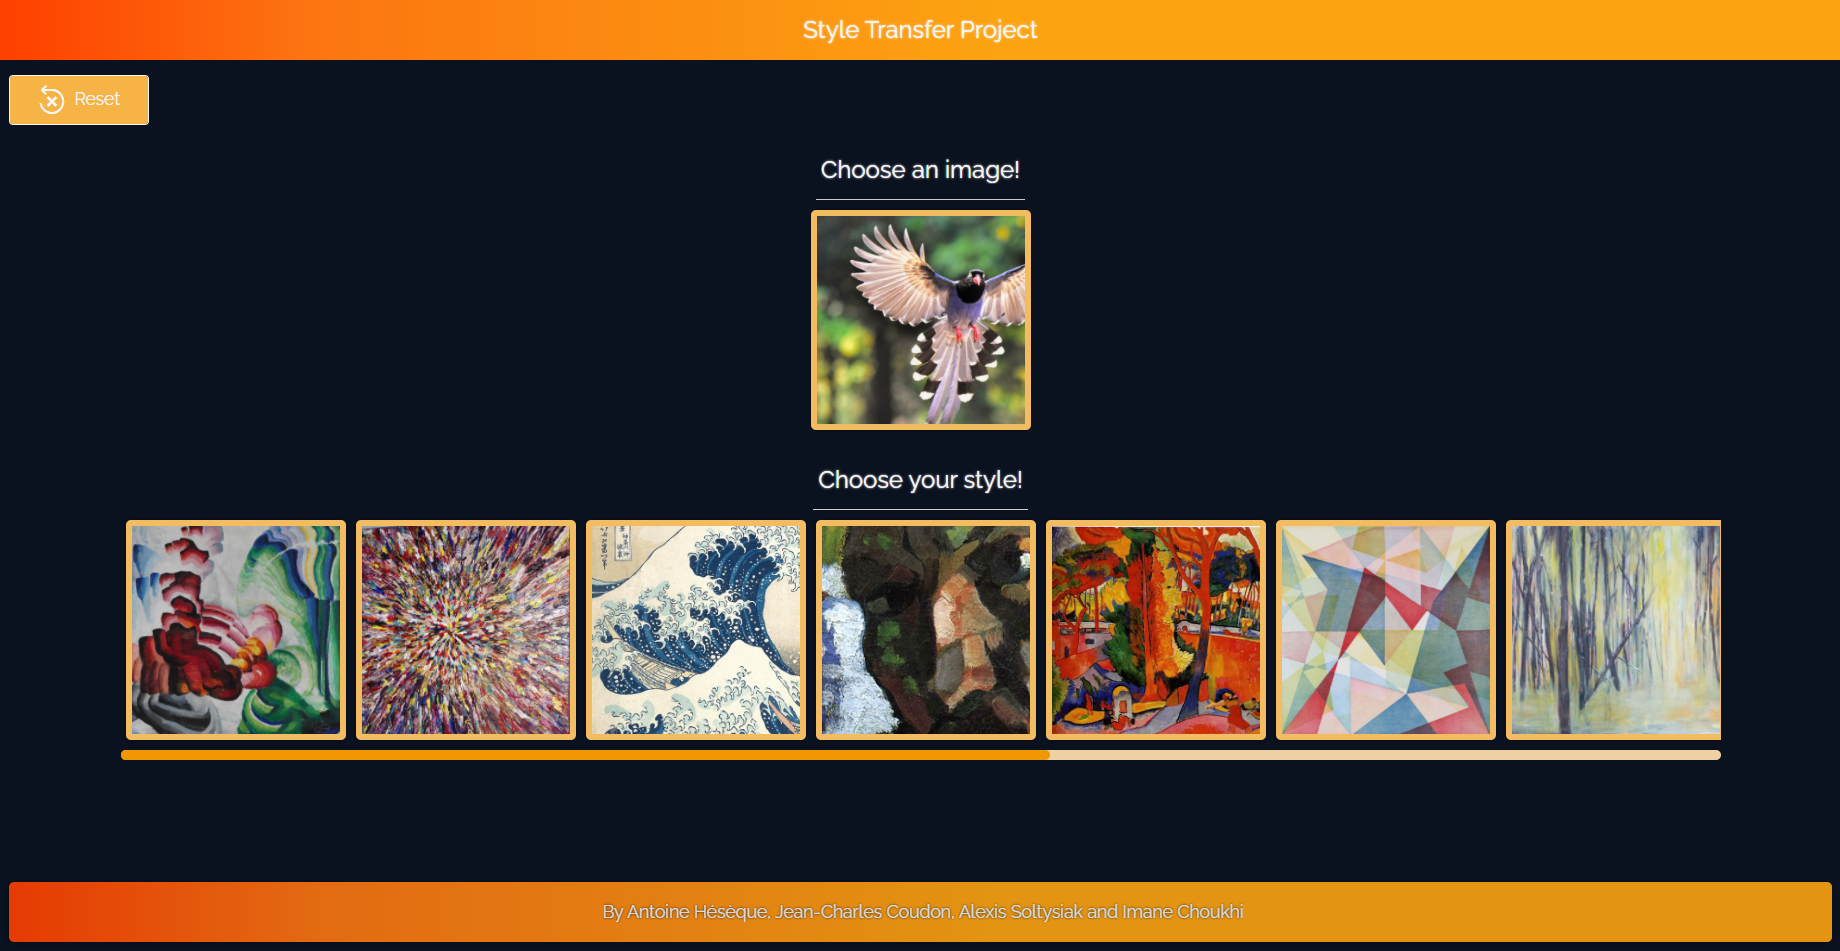 Style Transfer Project
Reset
Choose an image!
Choose your style!
By Antoine Hésèque, Jean-Charles Coudon, Alexis Soltysiak and Imane Choukhi